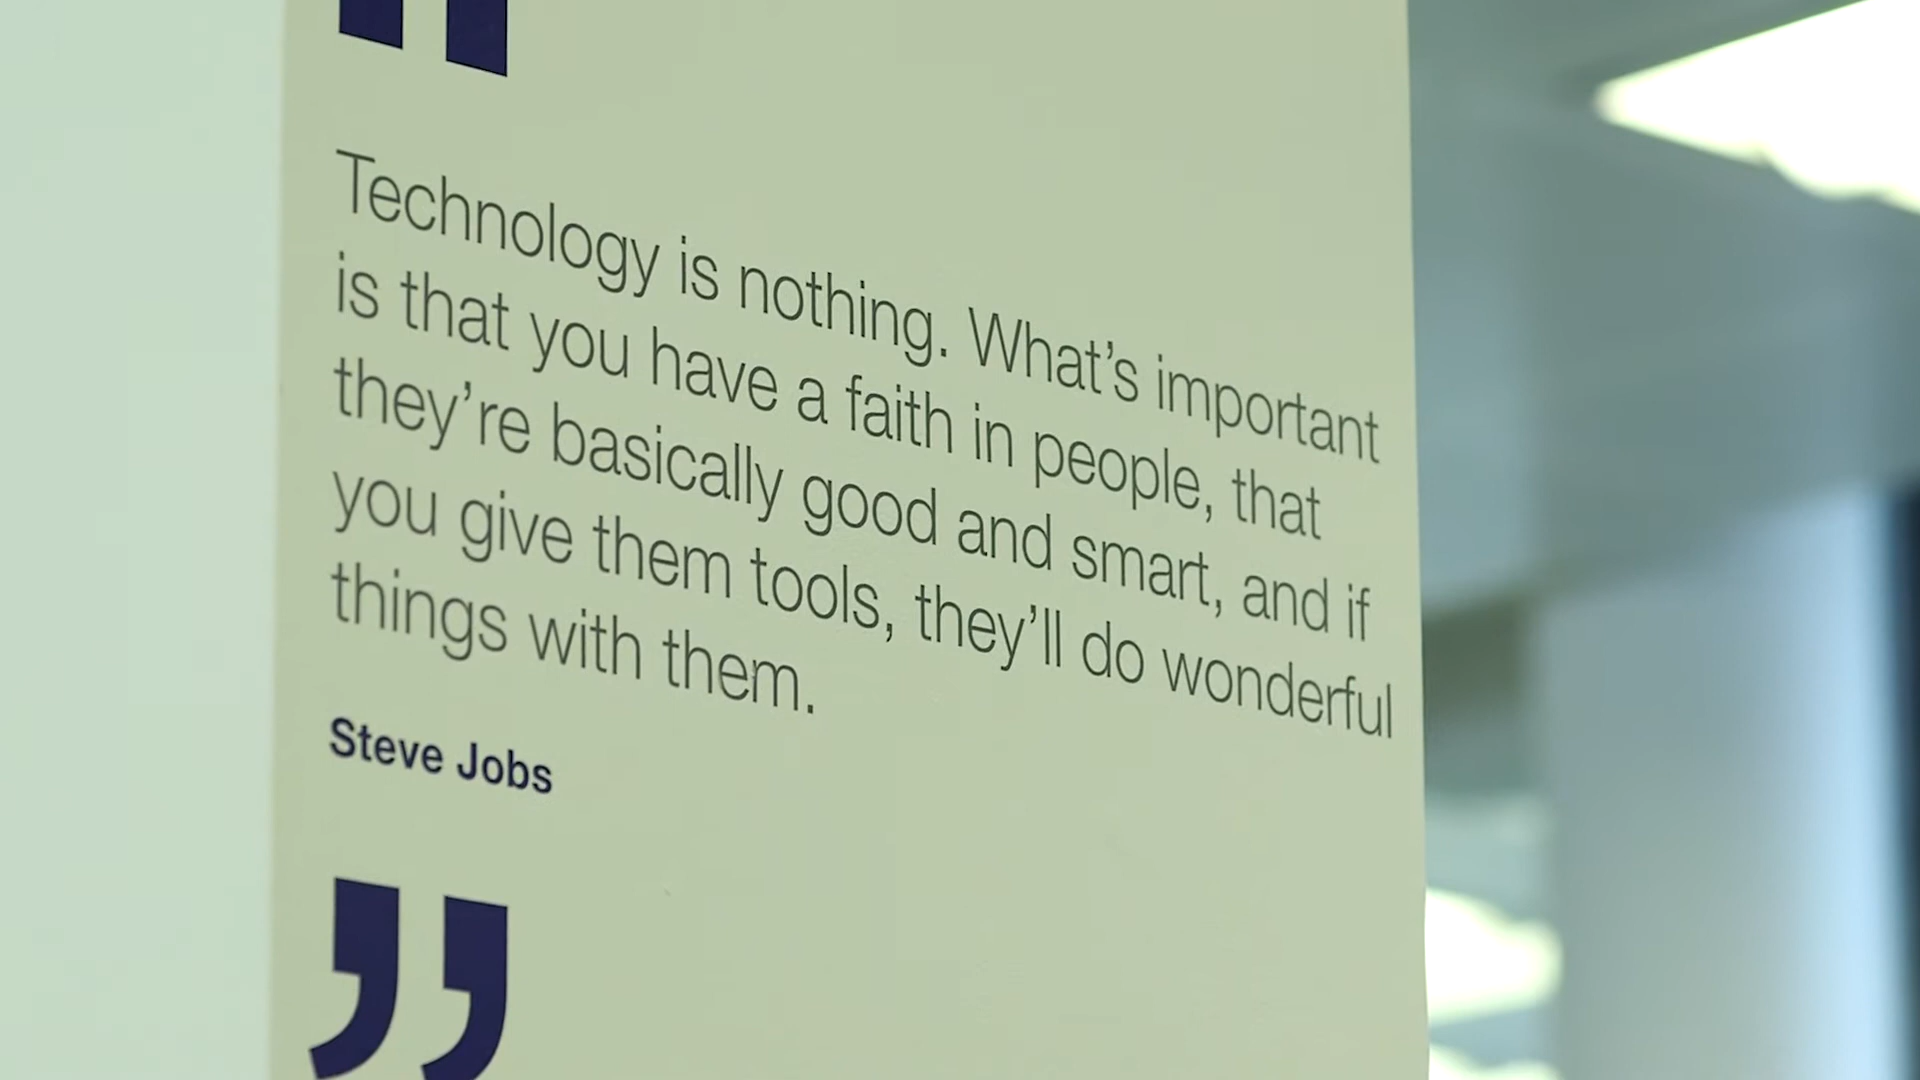 Technology is nothing. What’s important
is that you have a faith in people, that
they’re basically good and smart, and if
you give them tools, they’ll do wonderful
things with them.
Steve Jobs
”